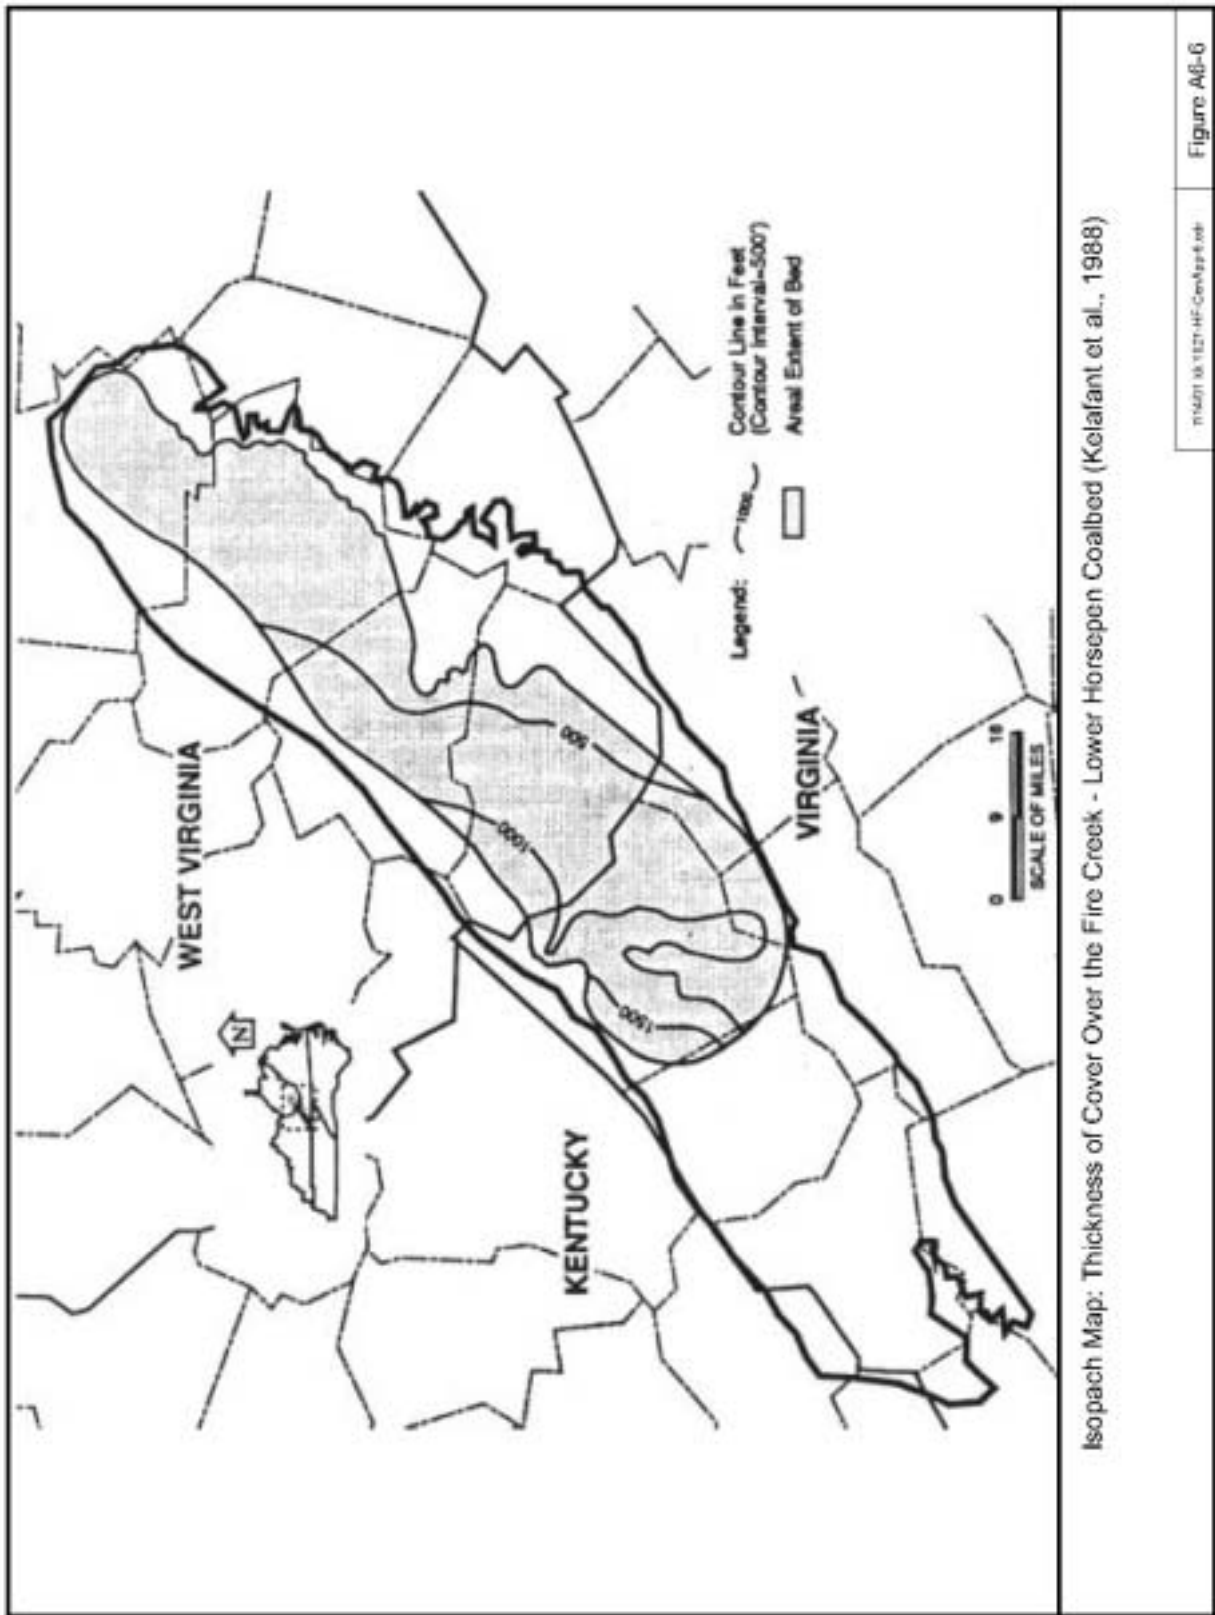 WEST VIRGINIA
N
KENTUCKY
VIRGINIA
1000
500
1500
Legend:
1000
Contour Line in Feet
(Contour Interval=500')
Areal Extent of Bed
0 9 18
SCALE OF MILES
Isopach Map: Thickness of Cover Over the Fire Creek - Lower Horsepen Coalbed (Kelafant et al., 1988)
Figure A6-6